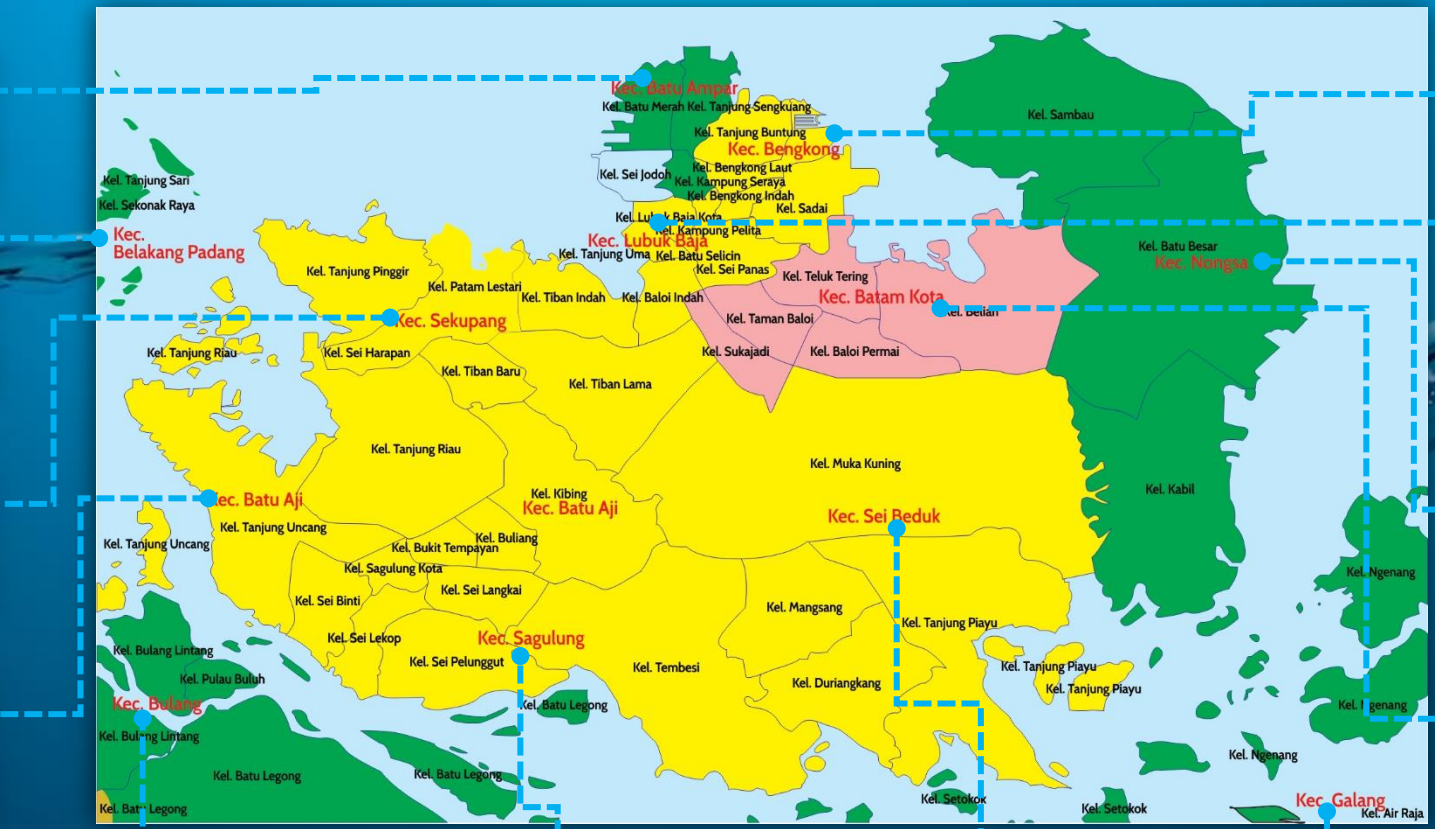 Kec. Batu Ampar
Kel. Batu Merah
Kel. Tanjung Sengkuang
Kel. Sambau
Kel. Tanjung Buntung
Kec. Bengkong
Kel. Sei Jodoh
Kel. Bengkong Laut
Kel. Kampung Seraya
Kel. Bengkong Indah
Kel. Tanjung Sari
Kel. Sekonak Raya
Kel. Sadai
Kel. Lubuk Baja Kota
Kel. Kampung Pelita
Kec.
Belakang Padang
Kec. Lubuk Baja
Kel. Tanjung Uma
Kel. Batu Selicin
Kel. Batu Besar
Kec. Nongsa
Kel. Tanjung Pinggir
Kel. Sei Panas
Kel. Teluk Tering
Kel. Patam Lestari
Kel. Tiban Indah
Kel. Baloi Indah
Kec. Batam Kota
Kel. Belian
Kec. Sekupang
Kel. Taman Baloi
Kel. Tanjung Riau
Kel. Sei Harapan
Kel. Sukajadi
Kel. Baloi Permai
Kel. Tiban Baru
Kel. Tiban Lama
Kel. Tanjung Riau
Kel. Muka Kuning
Kel. Kabil
Kec. Batu Aji
Kel. Kibing
Kec. Batu Aji
Kec. Sei Beduk
Kel. Tanjung Uncang
Kel. Tanjung Uncang
Kel. Buliang
Kel. Bukit Tempayan
Kel. Sagulung Kota
Kel. Ngenang
Kel. Sei Langkai
Kel. Sei Binti
Kel. Mangsang
Kel. Tanjung Piayu
Kel. Sei Lekop
Kec. Sagulung
Kel. Bulang Lintang
Kel. Sei Pelunggut
Kel. Tembesi
Kel. Tanjung Piayu
Kel. Pulau Buluh
Kel. Duriangkang
Kel. Tanjung Piayu
Kec. Bulang
Kel. Batu Legong
Kel. Ngenang
Kel. Bulang Lintang
Kel. Ngenang
Kel. Batu Legong
Kel. Batu Legong
Kel. Setokok
Kec. Galang
Kel. Batu Legong
Kel. Setokok
Kel. Air Raja